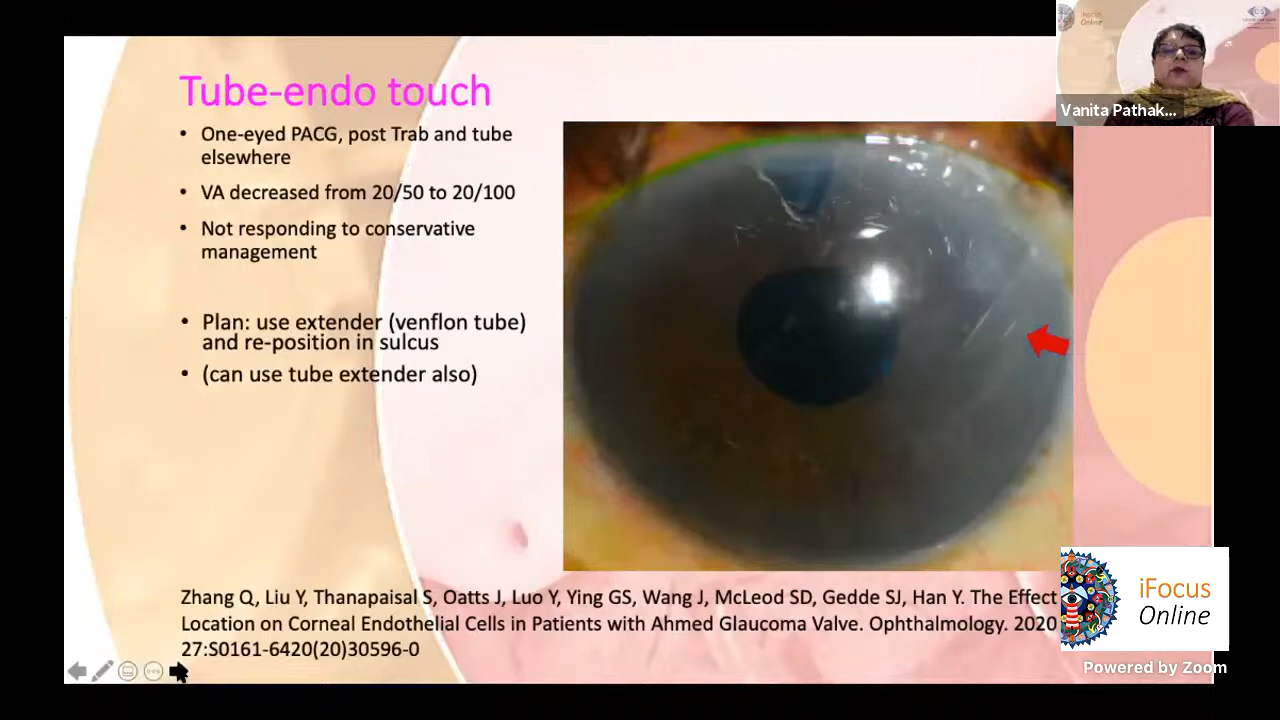 Tube-endo touch
• One-eyed PACG, post Trab and tube
elsewhere
• VA decreased from 20/50 to 20/100
• Not responding to conservative
management
• Plan: use extender (venflon tube)
and re-position in sulcus
• (can use tube extender also)
Zhang Q, Liu Y, Thanapaisal S, Oatts J, Luo Y, Ying GS, Wang J, McLeod SD, Gedde SJ, Han Y. The Effect
Location on Corneal Endothelial Cells in Patients with Ahmed Glaucoma Valve. Ophthalmology. 2020
27:S0161-6420(20)30596-0
Vanita Pathak...
iFocus
Online
iFocus
Online
Powered by Zoom